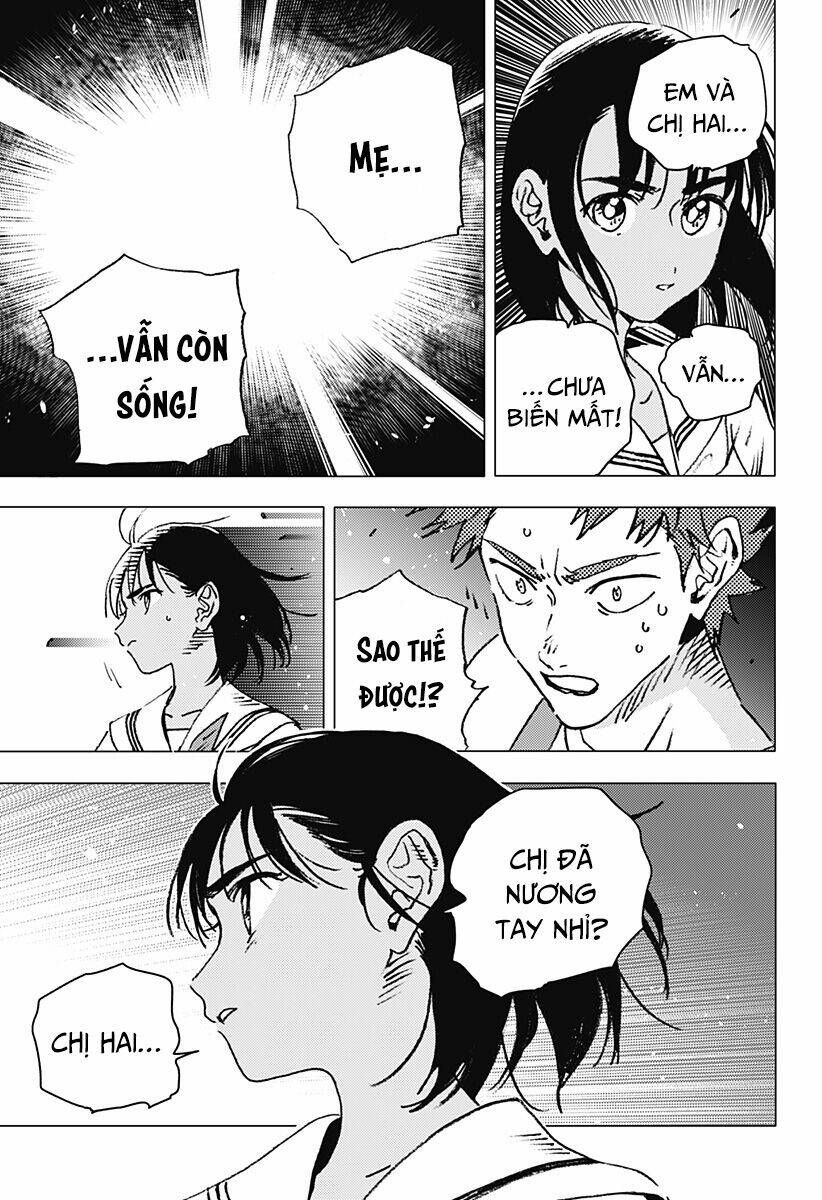 EM VÀ
CHỊ HAI...
VẪN...
...CHƯA
BIẾN MẤT!
MẸ...
...VẪN CÒN
SỐNG!
SAO THẾ
ĐƯỢC!?
CHỊ ĐÃ
NƯƠNG
TAY NHỈ?
CHỊ HAI...